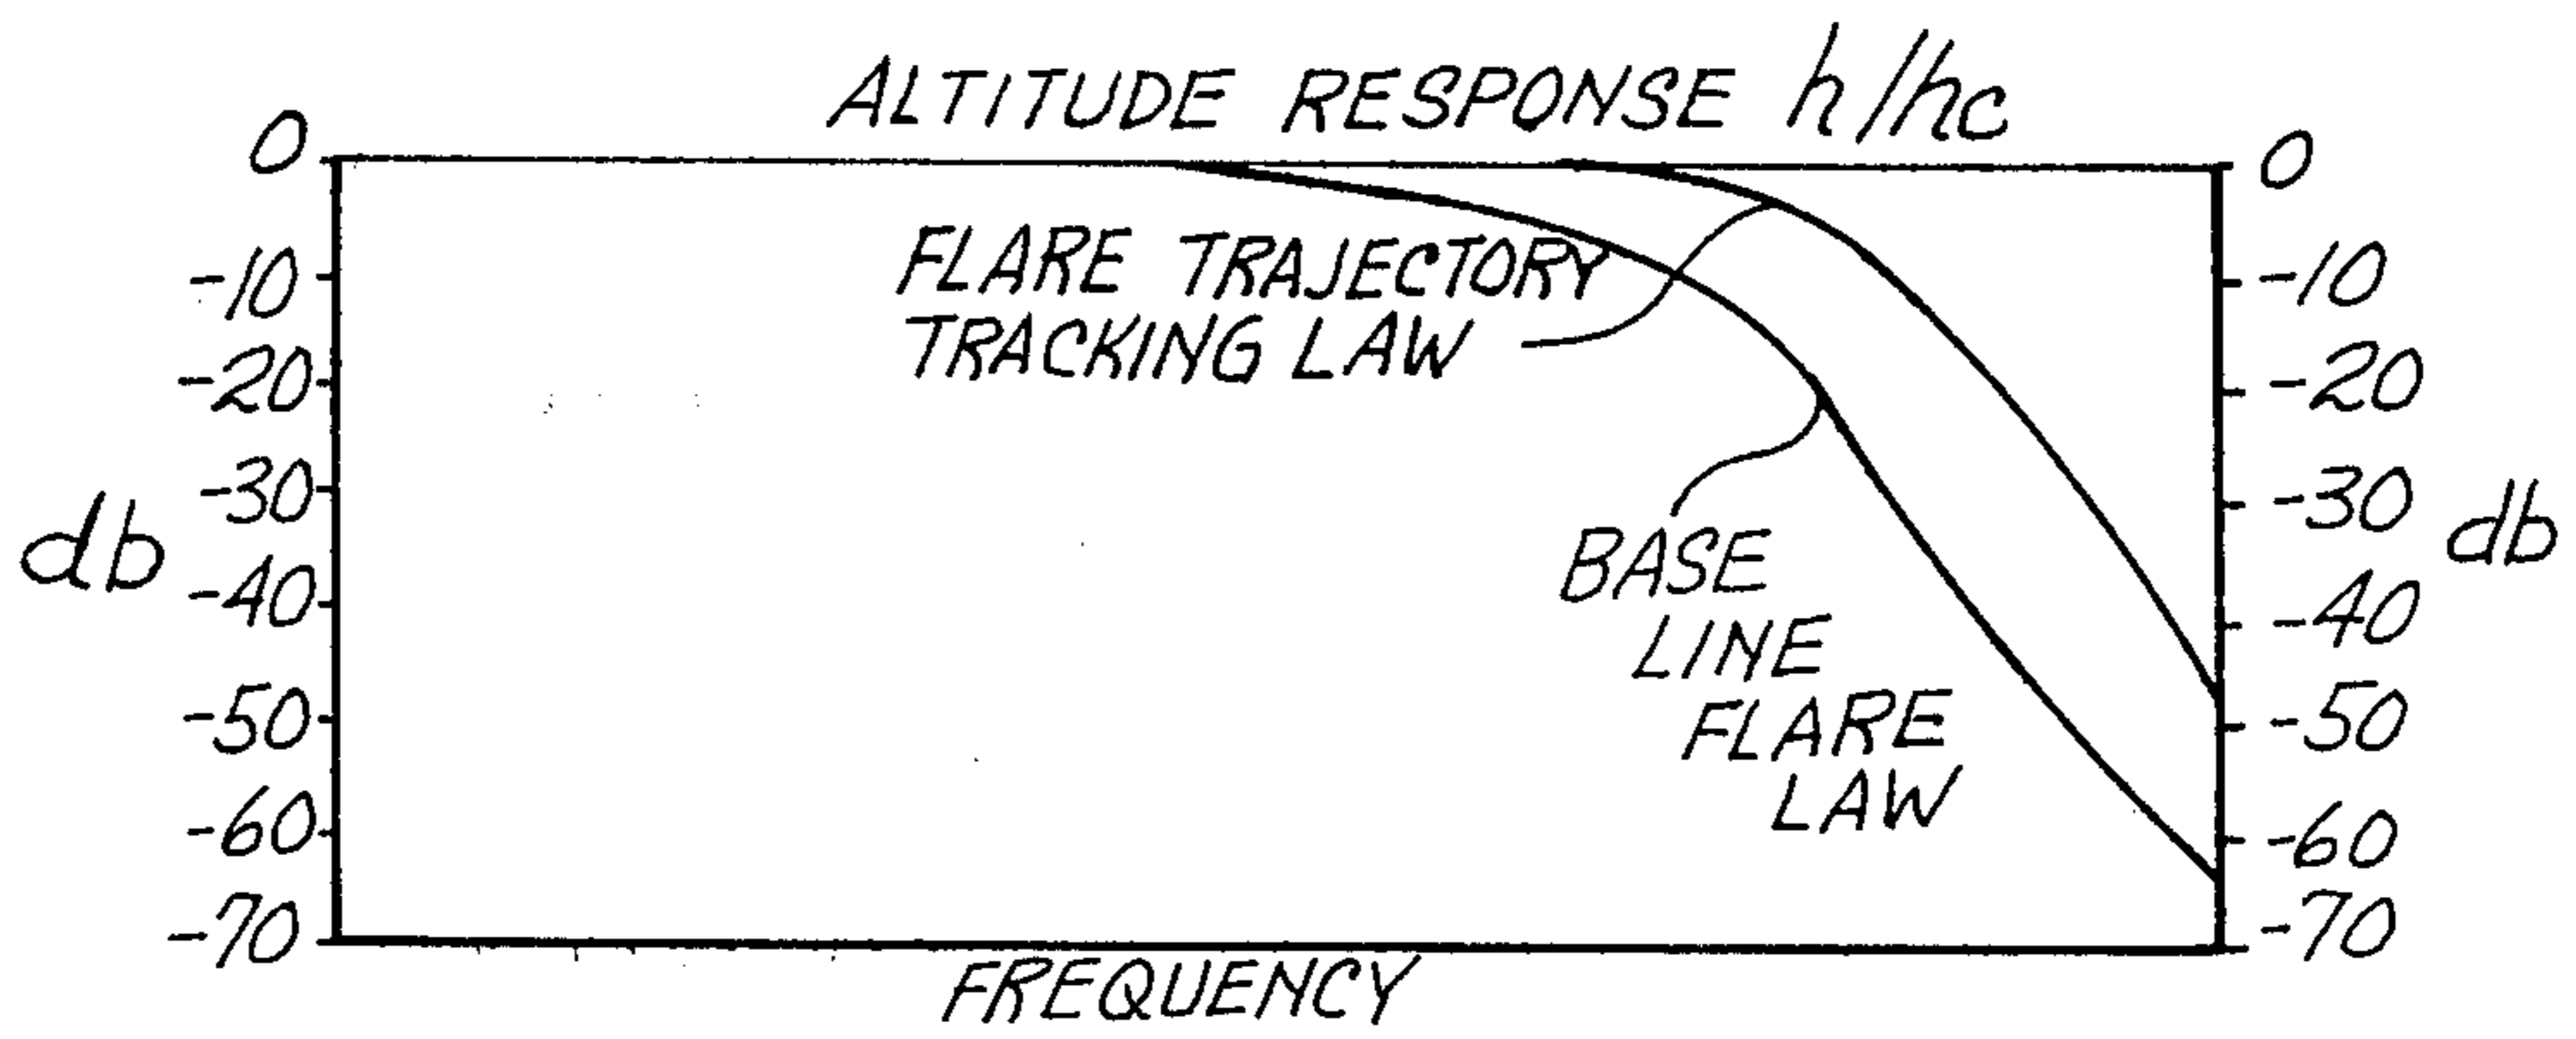 ALTITUDE RESPONSE h/hc
0
-10
-20
-30
-40
-50
-60
-70
db
FLARE TRAJECTORY
TRACKING LAW
BASE
LINE
FLARE
LAW
0
-10
-20
-30
-40
-50
-60
-70
db
FREQUENCY